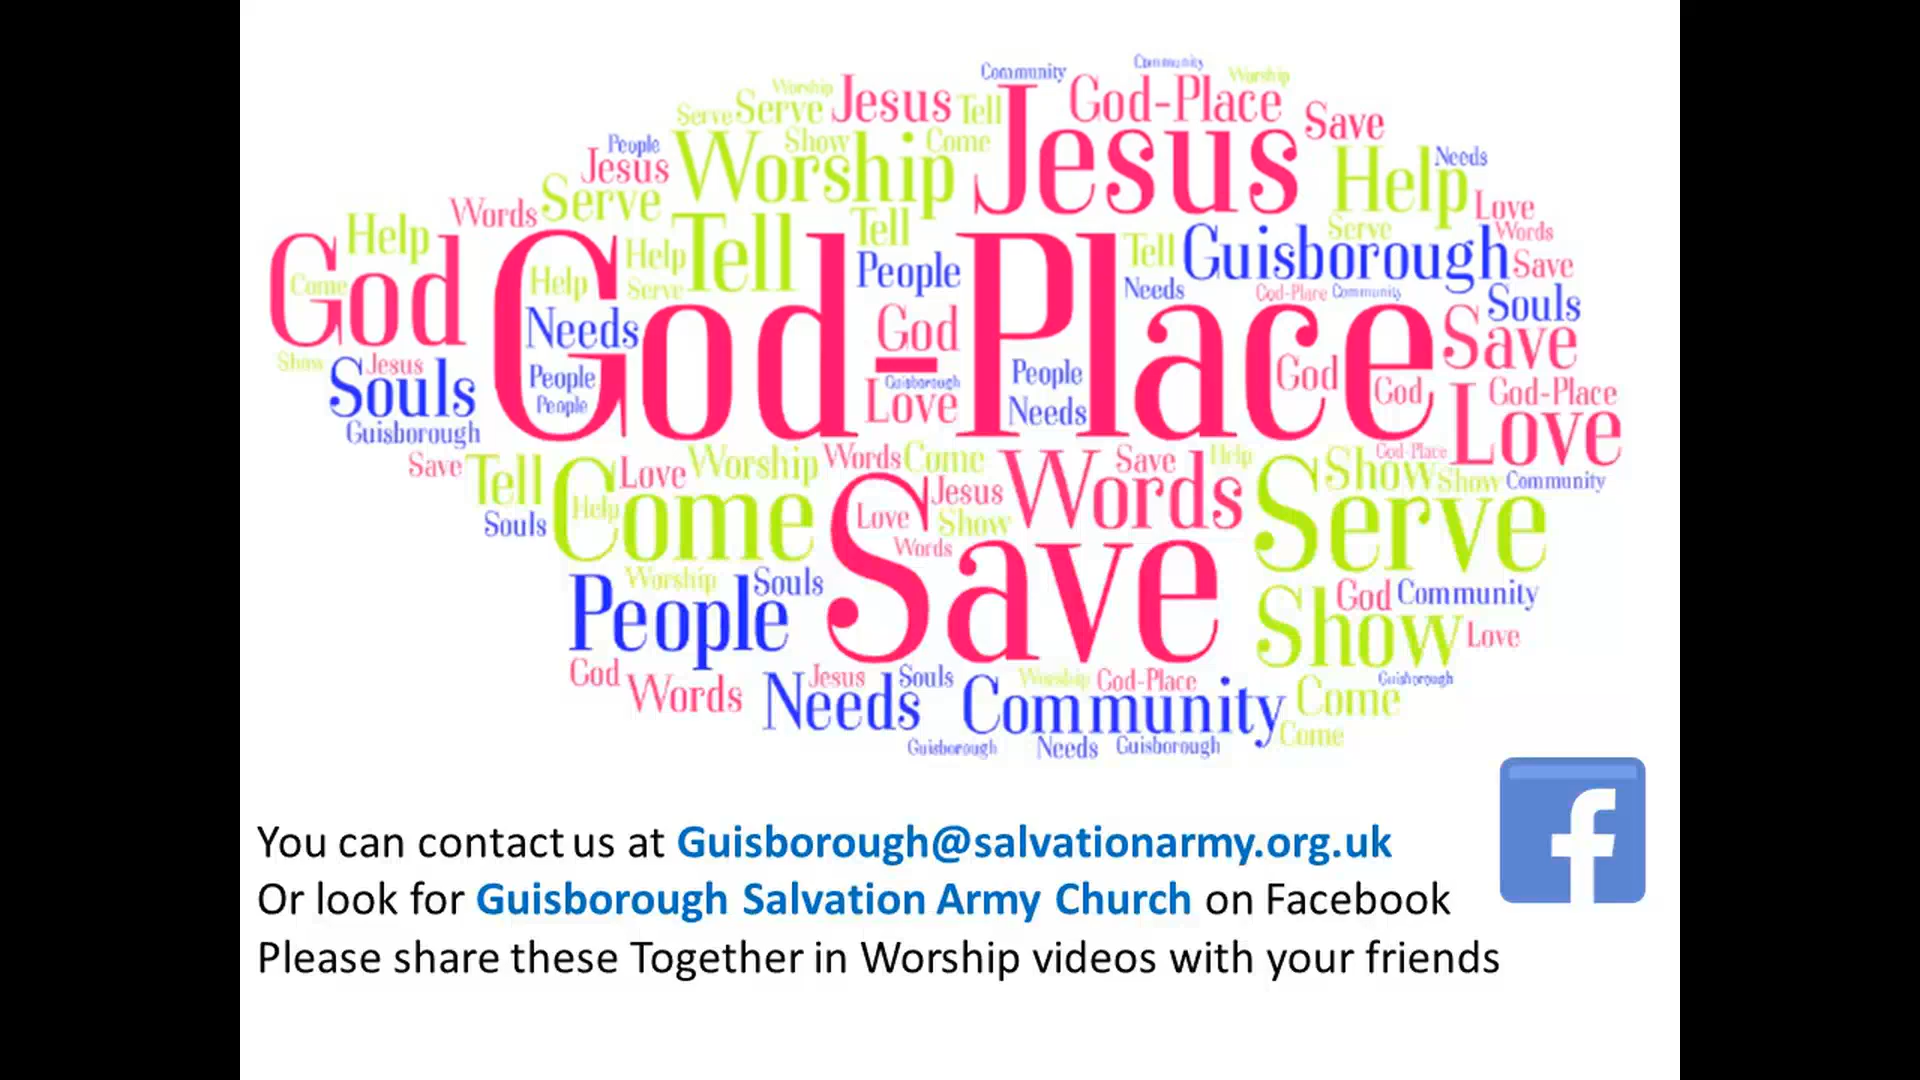 Community Community Worship
Worship Jesus Tell God-Place Save
Serve Serve Show Come Jesus
People Jesus Worship Help Needs
Words Serve Tell Tell Love
Help Serve Words
God Come God-Place Help Help Serve People Tell Guisborough Save
Needs God Needs God-Place Community Souls
Show Jesus People Guisborough People God Save
Souls People Love Needs God God-Place
Guisborough Love
Save Tell Love Worship Words Come Words Save Help Show God-Place Show Community
Souls Come Help Love Jesus Show Serve
Words
People Worship Souls Save God Community
Show Love
God Words Jesus Souls Worship God-Place Guisborough
Needs Community Come
Guisborough Needs Guisborough Come
f
You can contact us at Guisborough@salvationarmy.org.uk
Or look for Guisborough Salvation Army Church on Facebook
Please share these Together in Worship videos with your friends